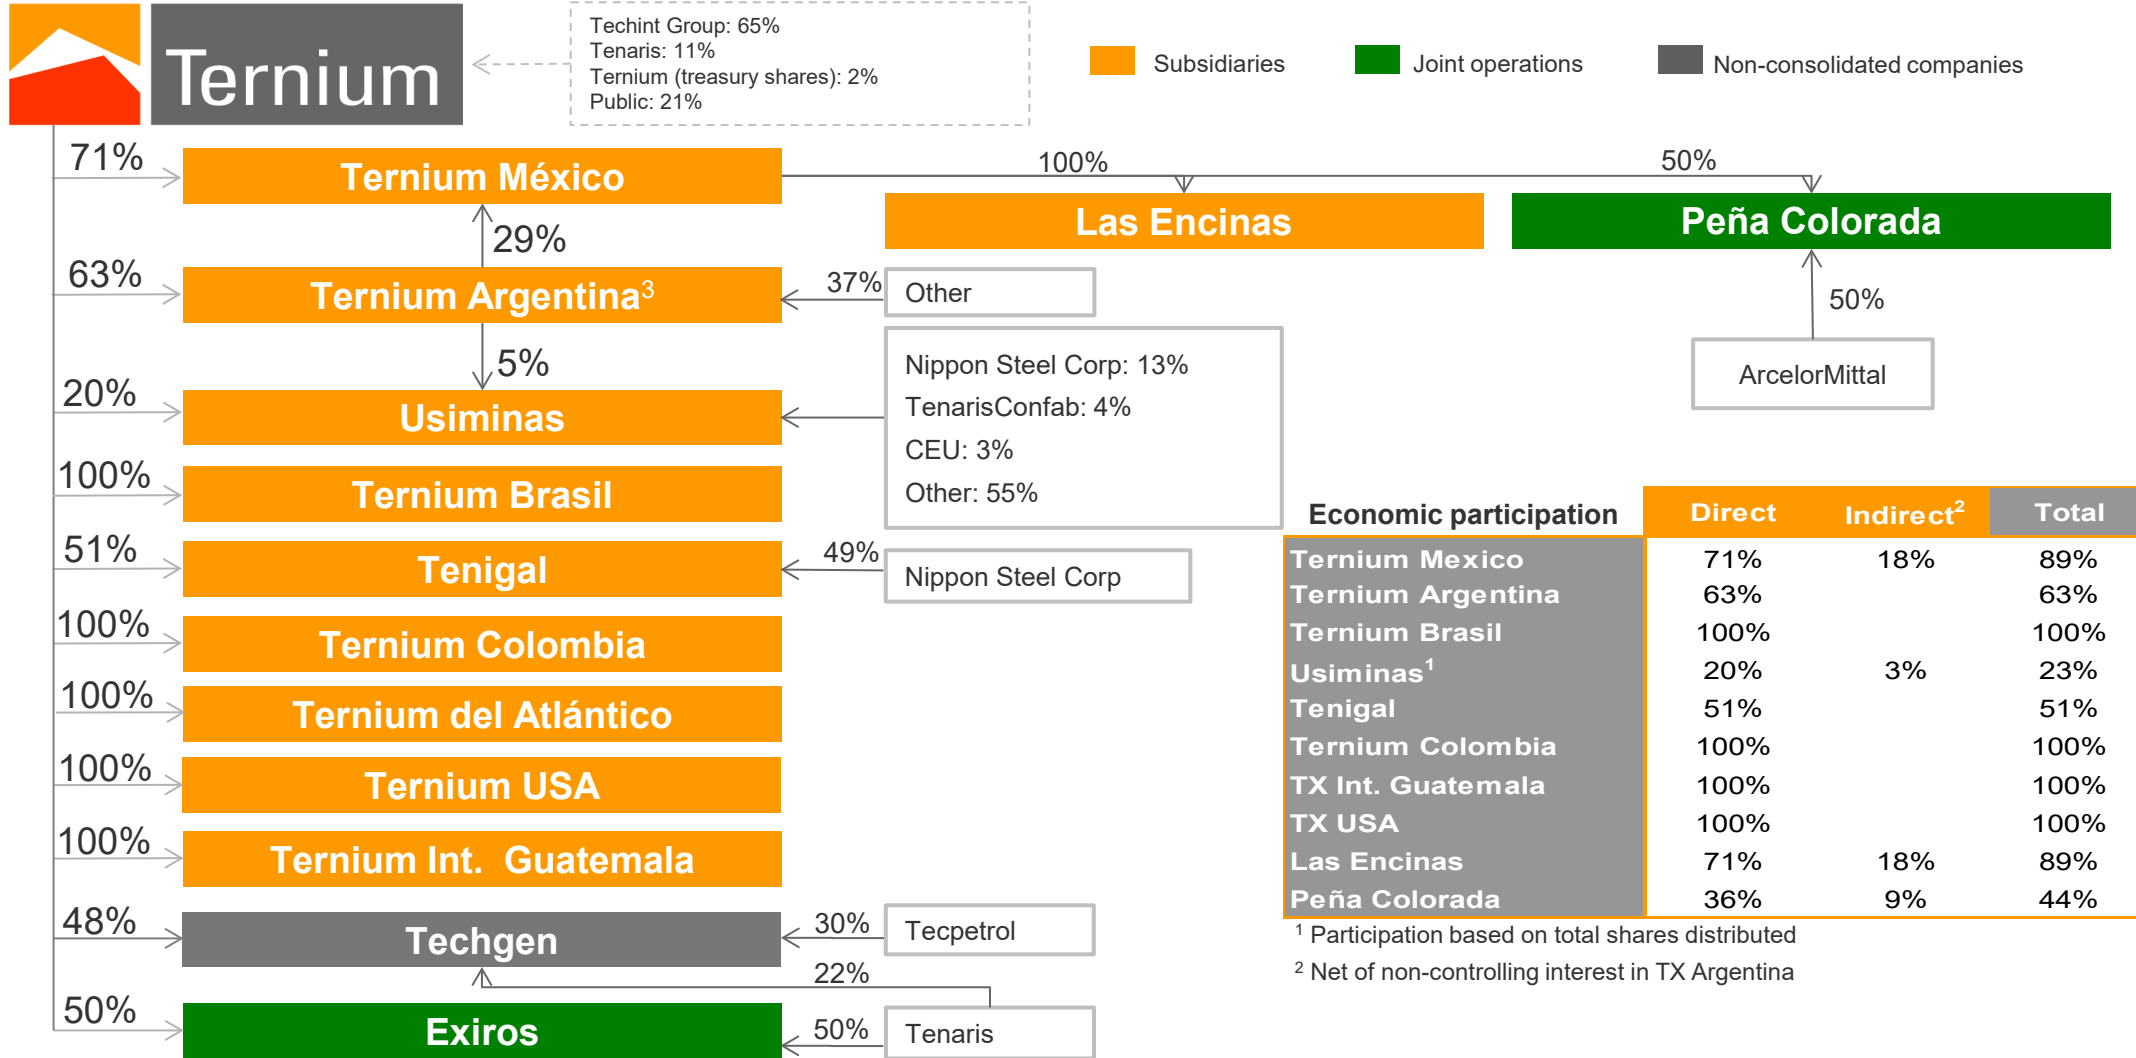 Ternium
Techint Group: 65%
Tenaris: 11%
Ternium (treasury shares): 2%
Public: 21%
Subsidiaries
Joint operations
Non-consolidated companies
71%
Ternium México
100%
50%
Las Encinas
Peña Colorada
29%
63%
Ternium Argentina³
37%
Other
50%
ArcelorMittal
5%
20%
Usiminas
Nippon Steel Corp: 13%
TenarisConfab: 4%
CEU: 3%
Other: 55%
100%
Ternium Brasil
51%
Tenigal
49%
Nippon Steel Corp
100%
Ternium Colombia
100%
Ternium del Atlántico
100%
Ternium USA
100%
Ternium Int. Guatemala
48%
Techgen
30%
Tecpetrol
22%
50%
Exiros
50%
Tenaris
Economic participation Direct Indirect² Total
Ternium Mexico 71% 18% 89%
Ternium Argentina 63% 63%
Ternium Brasil 100% 100%
Usiminas¹ 20% 3% 23%
Tenigal 51% 51%
Ternium Colombia 100% 100%
TX Int. Guatemala 100% 100%
TX USA 100% 100%
Las Encinas 71% 18% 89%
Peña Colorada 36% 9% 44%
¹ Participation based on total shares distributed
² Net of non-controlling interest in TX Argentina